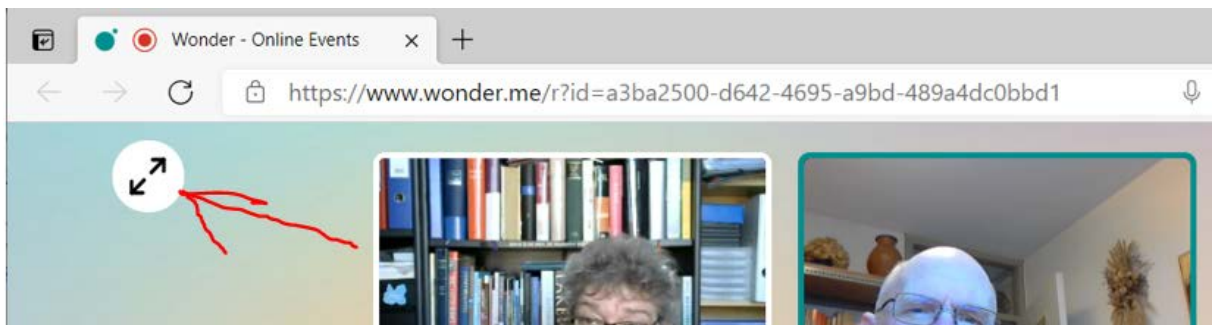 Wonder - Online Events
https://www.wonder.me/r?id=a3ba2500-d642-4695-a9bd-489a4dc0bbd1